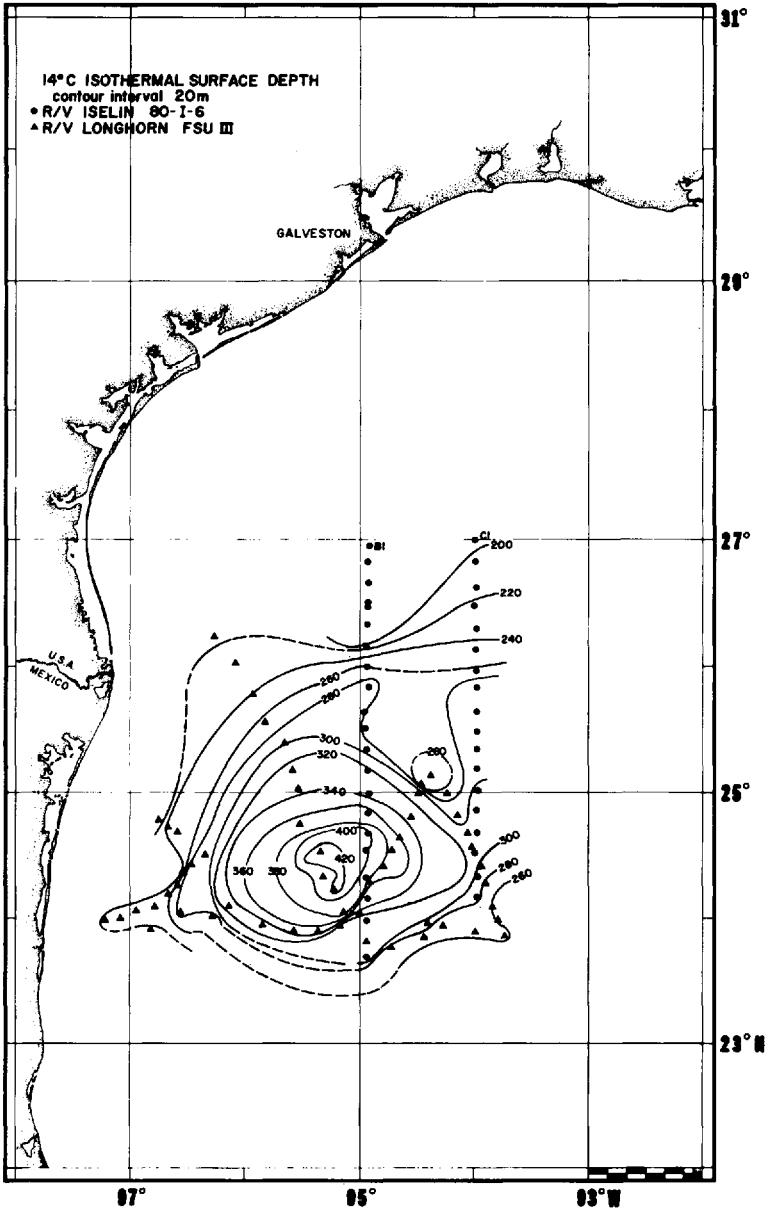 31°
14°C ISOTHERMAL SURFACE DEPTH
contour interval 20m
● R/V ISELIN 80-I-6
▲ R/V LONGHORN FSU III
GALVESTON
29°
27°
B1
C1
200
220
240
U.S.A.
MEXICO
260
280
300
320
280
25°
340
400
420
360
380
300
280
260
23° N
97°
95°
93° W